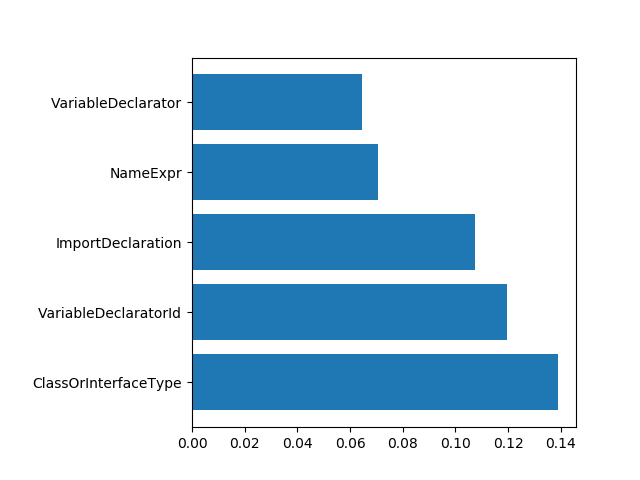 VariableDeclarator
NameExpr
ImportDeclaration
VariableDeclaratorId
ClassOrInterfaceType
0.00 0.02 0.04 0.06 0.08 0.10 0.12 0.14